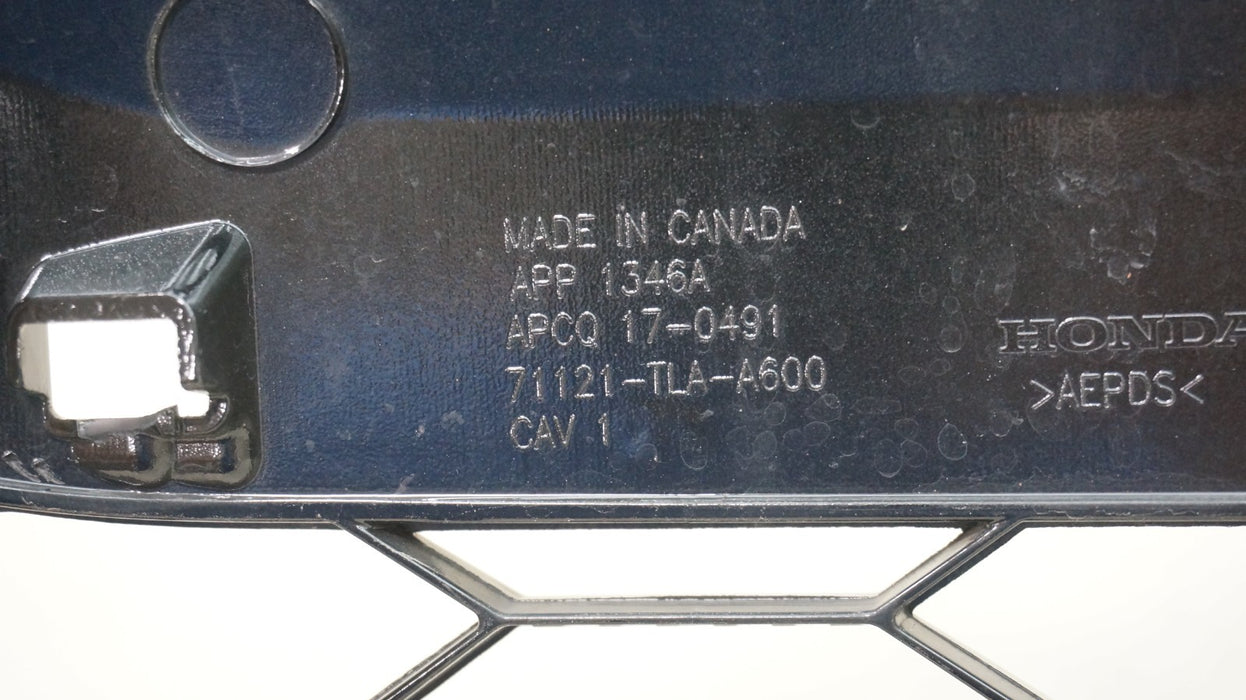 MADE IN CANADA
APP 1346A
APCQ 17-0491
71121-TLA-A600
CAV 1
HONDA
>AEPDS<